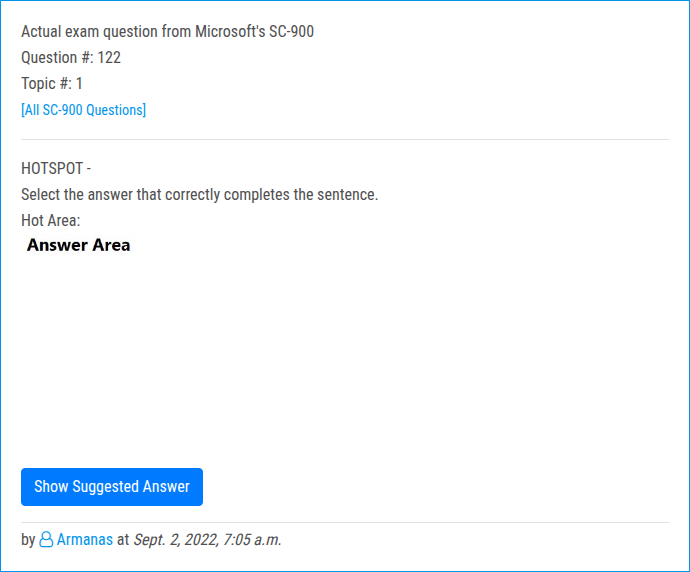 Actual exam question from Microsoft's SC-900
Question #: 122
Topic #: 1
[All SC-900 Questions]
HOTSPOT -
Select the answer that correctly completes the sentence.
Hot Area:
Answer Area
Show Suggested Answer
by Armanas at Sept. 2, 2022, 7:05 a.m.